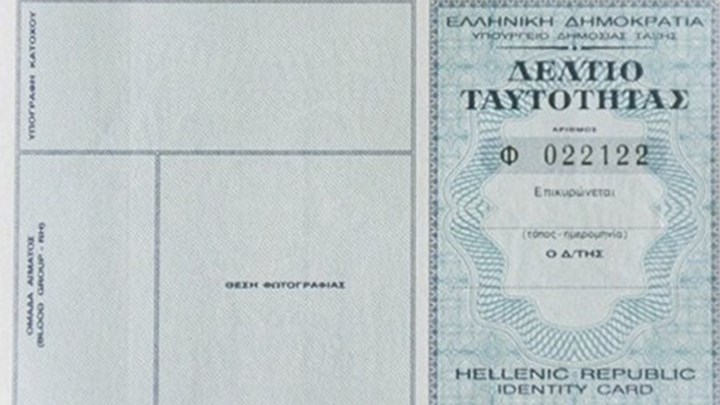 ΥΠΟΓΡΑΦΗ ΚΑΤΟΧΟΥ
ΟΜΑΔΑ ΑΙΜΑΤΟΣ
(BLOOD GROUP - RH)
ΘΕΣΗ ΦΩΤΟΓΡΑΦΙΑΣ
ΕΛΛΗΝΙΚΗ ΔΗΜΟΚΡΑΤΙΑ
ΥΠΟΥΡΓΕΙΟ ΔΗΜΟΣΙΑΣ ΤΑΞΗΣ
ΔΕΛΤΙΟ
ΤΑΥΤΟΤΗΤΑΣ
ΑΡΙΘΜΟΣ
Φ 022122
Επικυρώνεται
(τόπος - ημερομηνία)
Ο Δ/ΤΗΣ
HELLENIC REPUBLIC
IDENTITY CARD